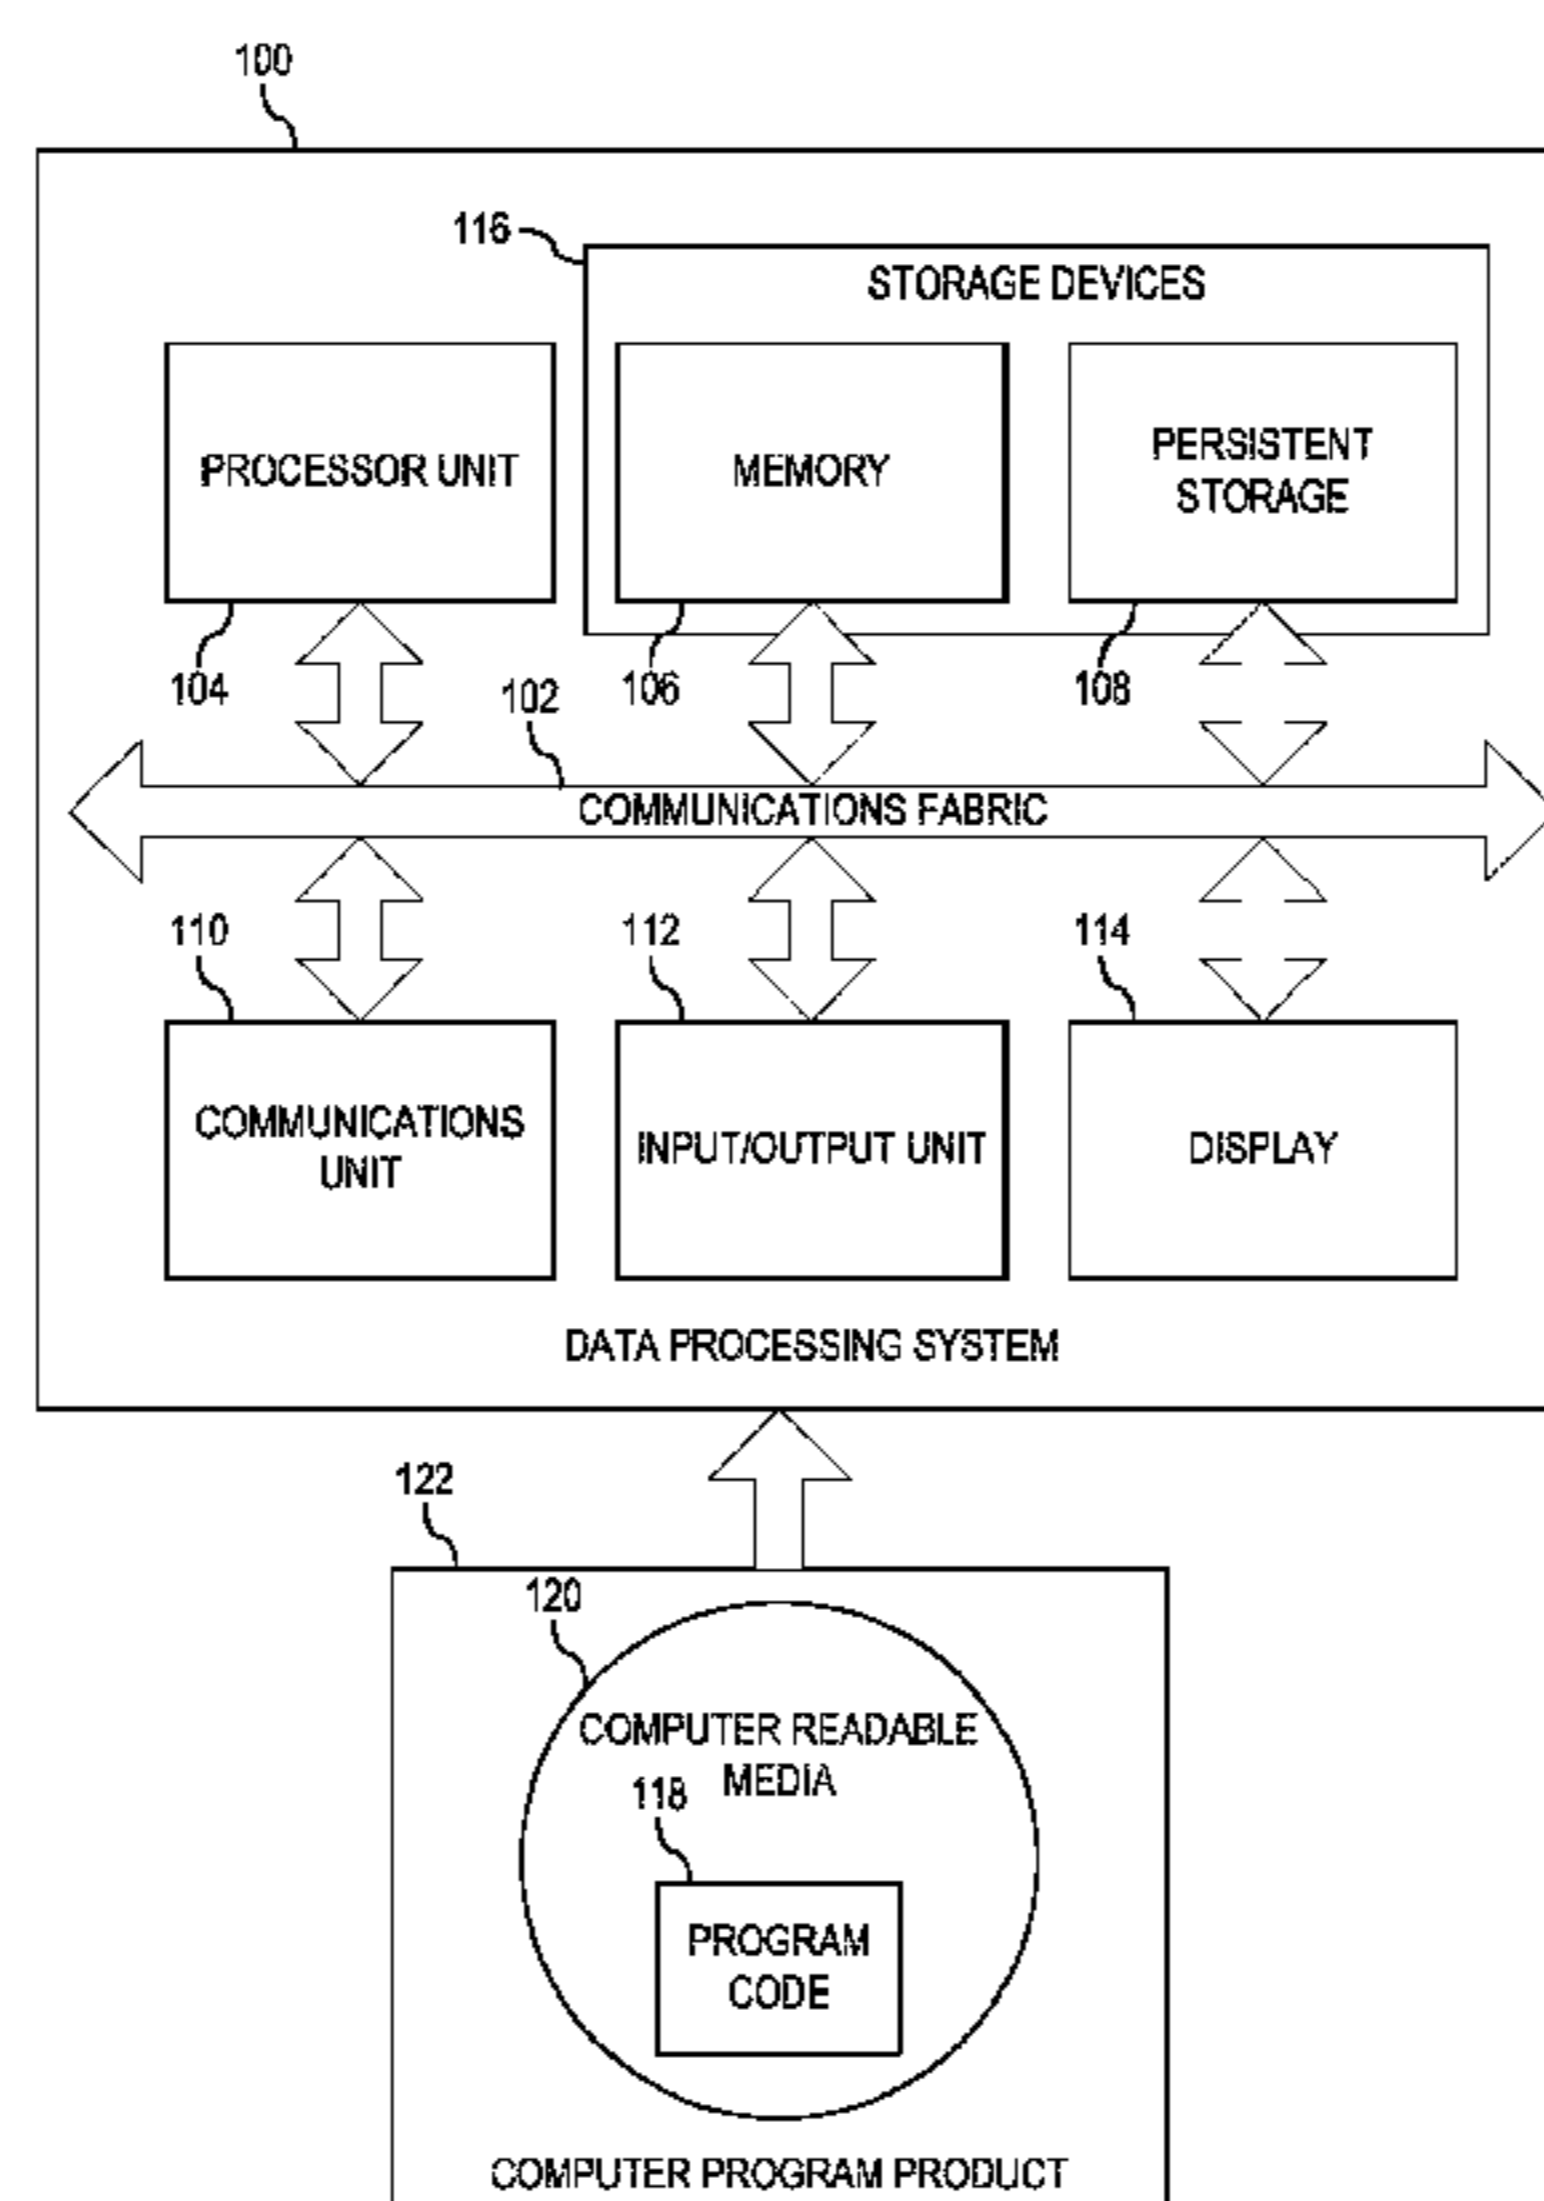 100
116
STORAGE DEVICES
PROCESSOR UNIT
MEMORY
PERSISTENT
STORAGE
104
102
106
108
COMMUNICATIONS FABRIC
110
112
114
COMMUNICATIONS
UNIT
INPUT/OUTPUT UNIT
DISPLAY
DATA PROCESSING SYSTEM
122
120
COMPUTER READABLE
MEDIA
118
PROGRAM
CODE
COMPUTER PROGRAM PRODUCT